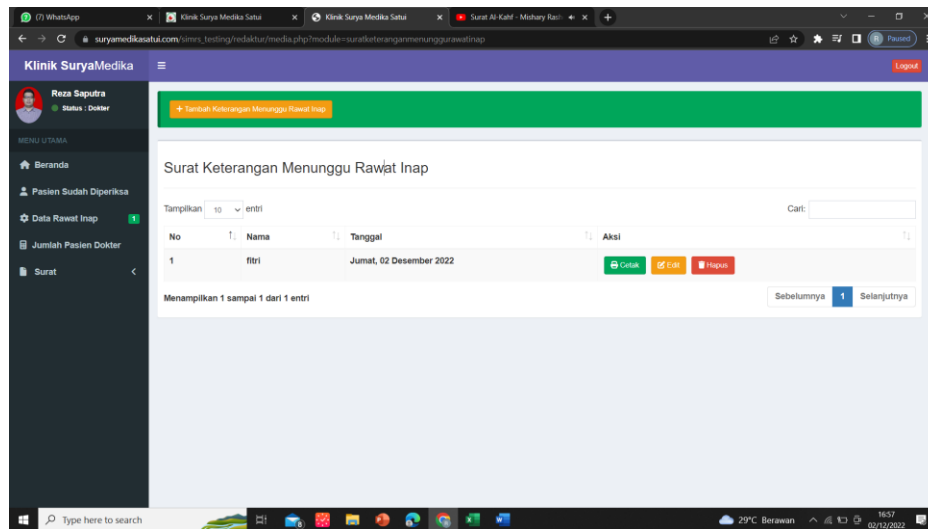 (7) WhatsApp
Klinik Surya Medika Satui
Klinik Surya Medika Satui
Surat Al-Kahf - Mishary Rash
suryamedikasatui.com/simrs_testing/redaktur/media.php?module=suratketeranganmenunggurawatinap
R Paused
Klinik SuryaMedika
Logout
Reza Saputra
Status : Dokter
+ Tambah Keterangan Menunggu Rawat Inap
MENU UTAMA
Beranda
Surat Keterangan Menunggu Rawat Inap
Pasien Sudah Diperiksa
Tampilkan 10 entri
Cari:
Data Rawat Inap 1
No Nama Tanggal Aksi
Jumlah Pasien Dokter
1 fitri Jumat, 02 Desember 2022 Cetak Edit Hapus
Surat
Menampilkan 1 sampai 1 dari 1 entri
Sebelumnya 1 Selanjutnya
Type here to search
29°C Berawan
16:57
02/12/2022